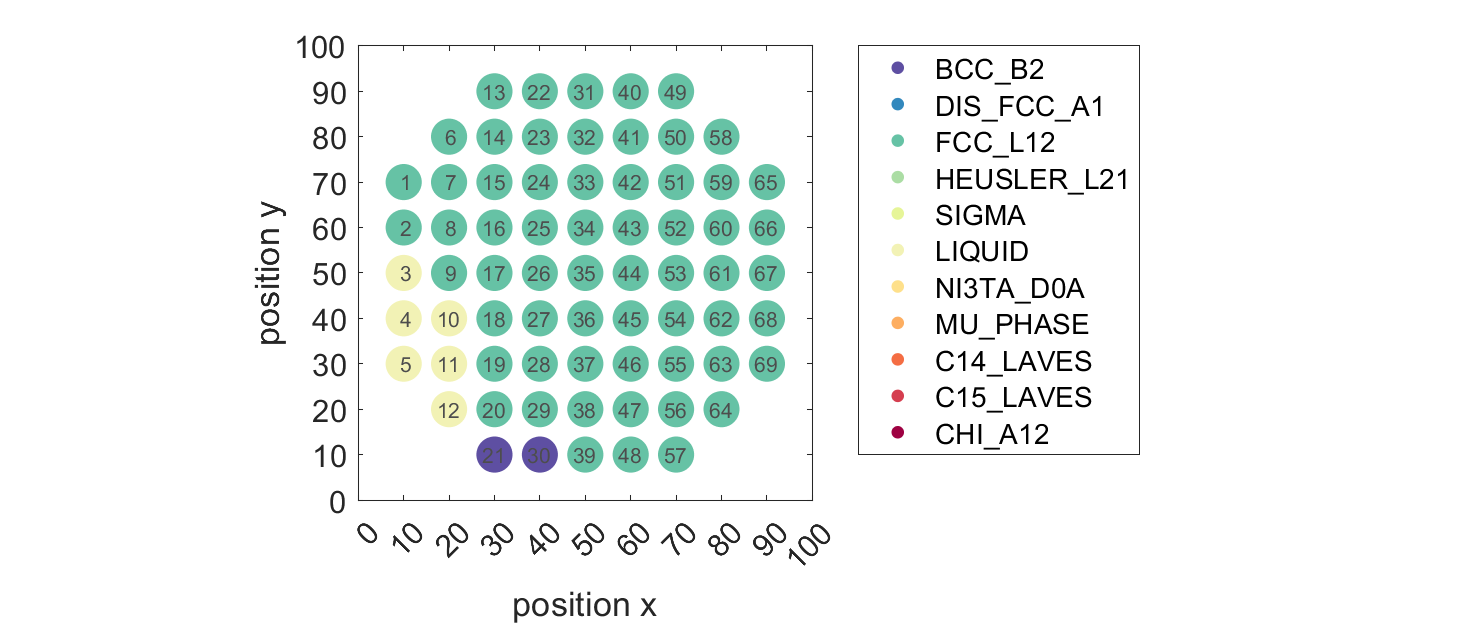 100
90
80
70
60
50
40
30
20
10
0
position y
13 22 31 40 49
6 14 23 32 41 50 58
1 7 15 24 33 42 51 59 65
2 8 16 25 34 43 52 60 66
3 9 17 26 35 44 53 61 67
4 10 18 27 36 45 54 62 68
5 11 19 28 37 46 55 63 69
12 20 29 38 47 56 64
21 30 39 48 57
0 10 20 30 40 50 60 70 80 90 100
position x
BCC_B2
DIS_FCC_A1
FCC_L12
HEUSLER_L21
SIGMA
LIQUID
NI3TA_D0A
MU_PHASE
C14_LAVES
C15_LAVES
CHI_A12